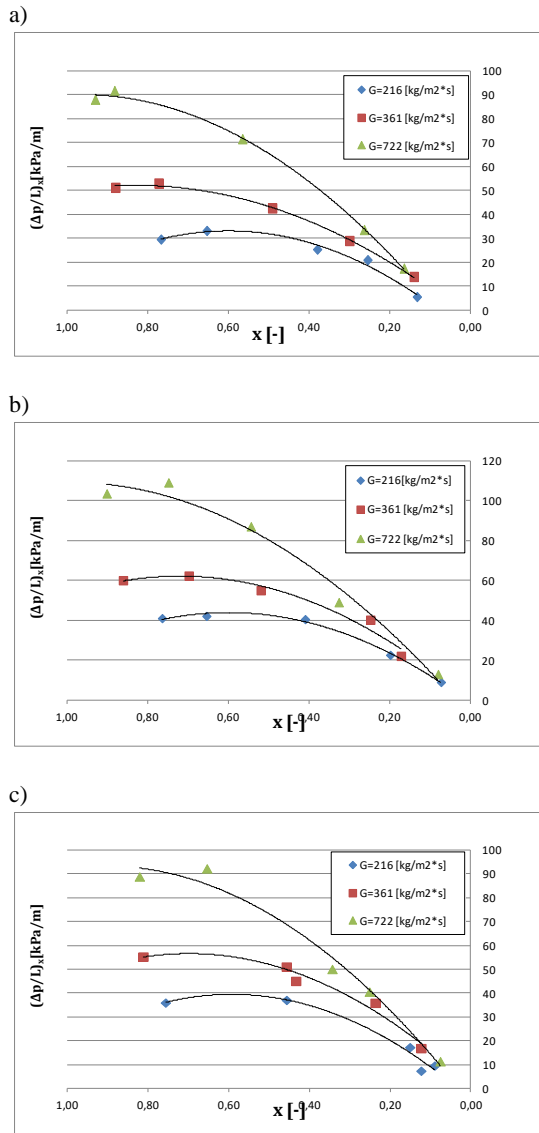 a)
100
90
80
70
60
50
40
30
20
10
0
G=216 [kg/m2*s]
G=361 [kg/m2*s]
G=722 [kg/m2*s]
(Δp/L)x[kPa/m]
1,00 0,80 0,60 0,40 0,20 0,00
x [-]
b)
120
100
80
60
40
20
0
G=216[kg/m2*s]
G=361 [kg/m2*s]
G=722 [kg/m2*s]
(Δp/L)x[kPa/m]
1,00 0,80 0,60 0,40 0,20 0,00
x [-]
c)
100
90
80
70
60
50
40
30
20
10
0
G=216 [kg/m2*s]
G=361 [kg/m2*s]
G=722 [kg/m2*s]
(Δp/L)x[kPa/m]
1,00 0,80 0,60 0,40 0,20 0,00
x [-]